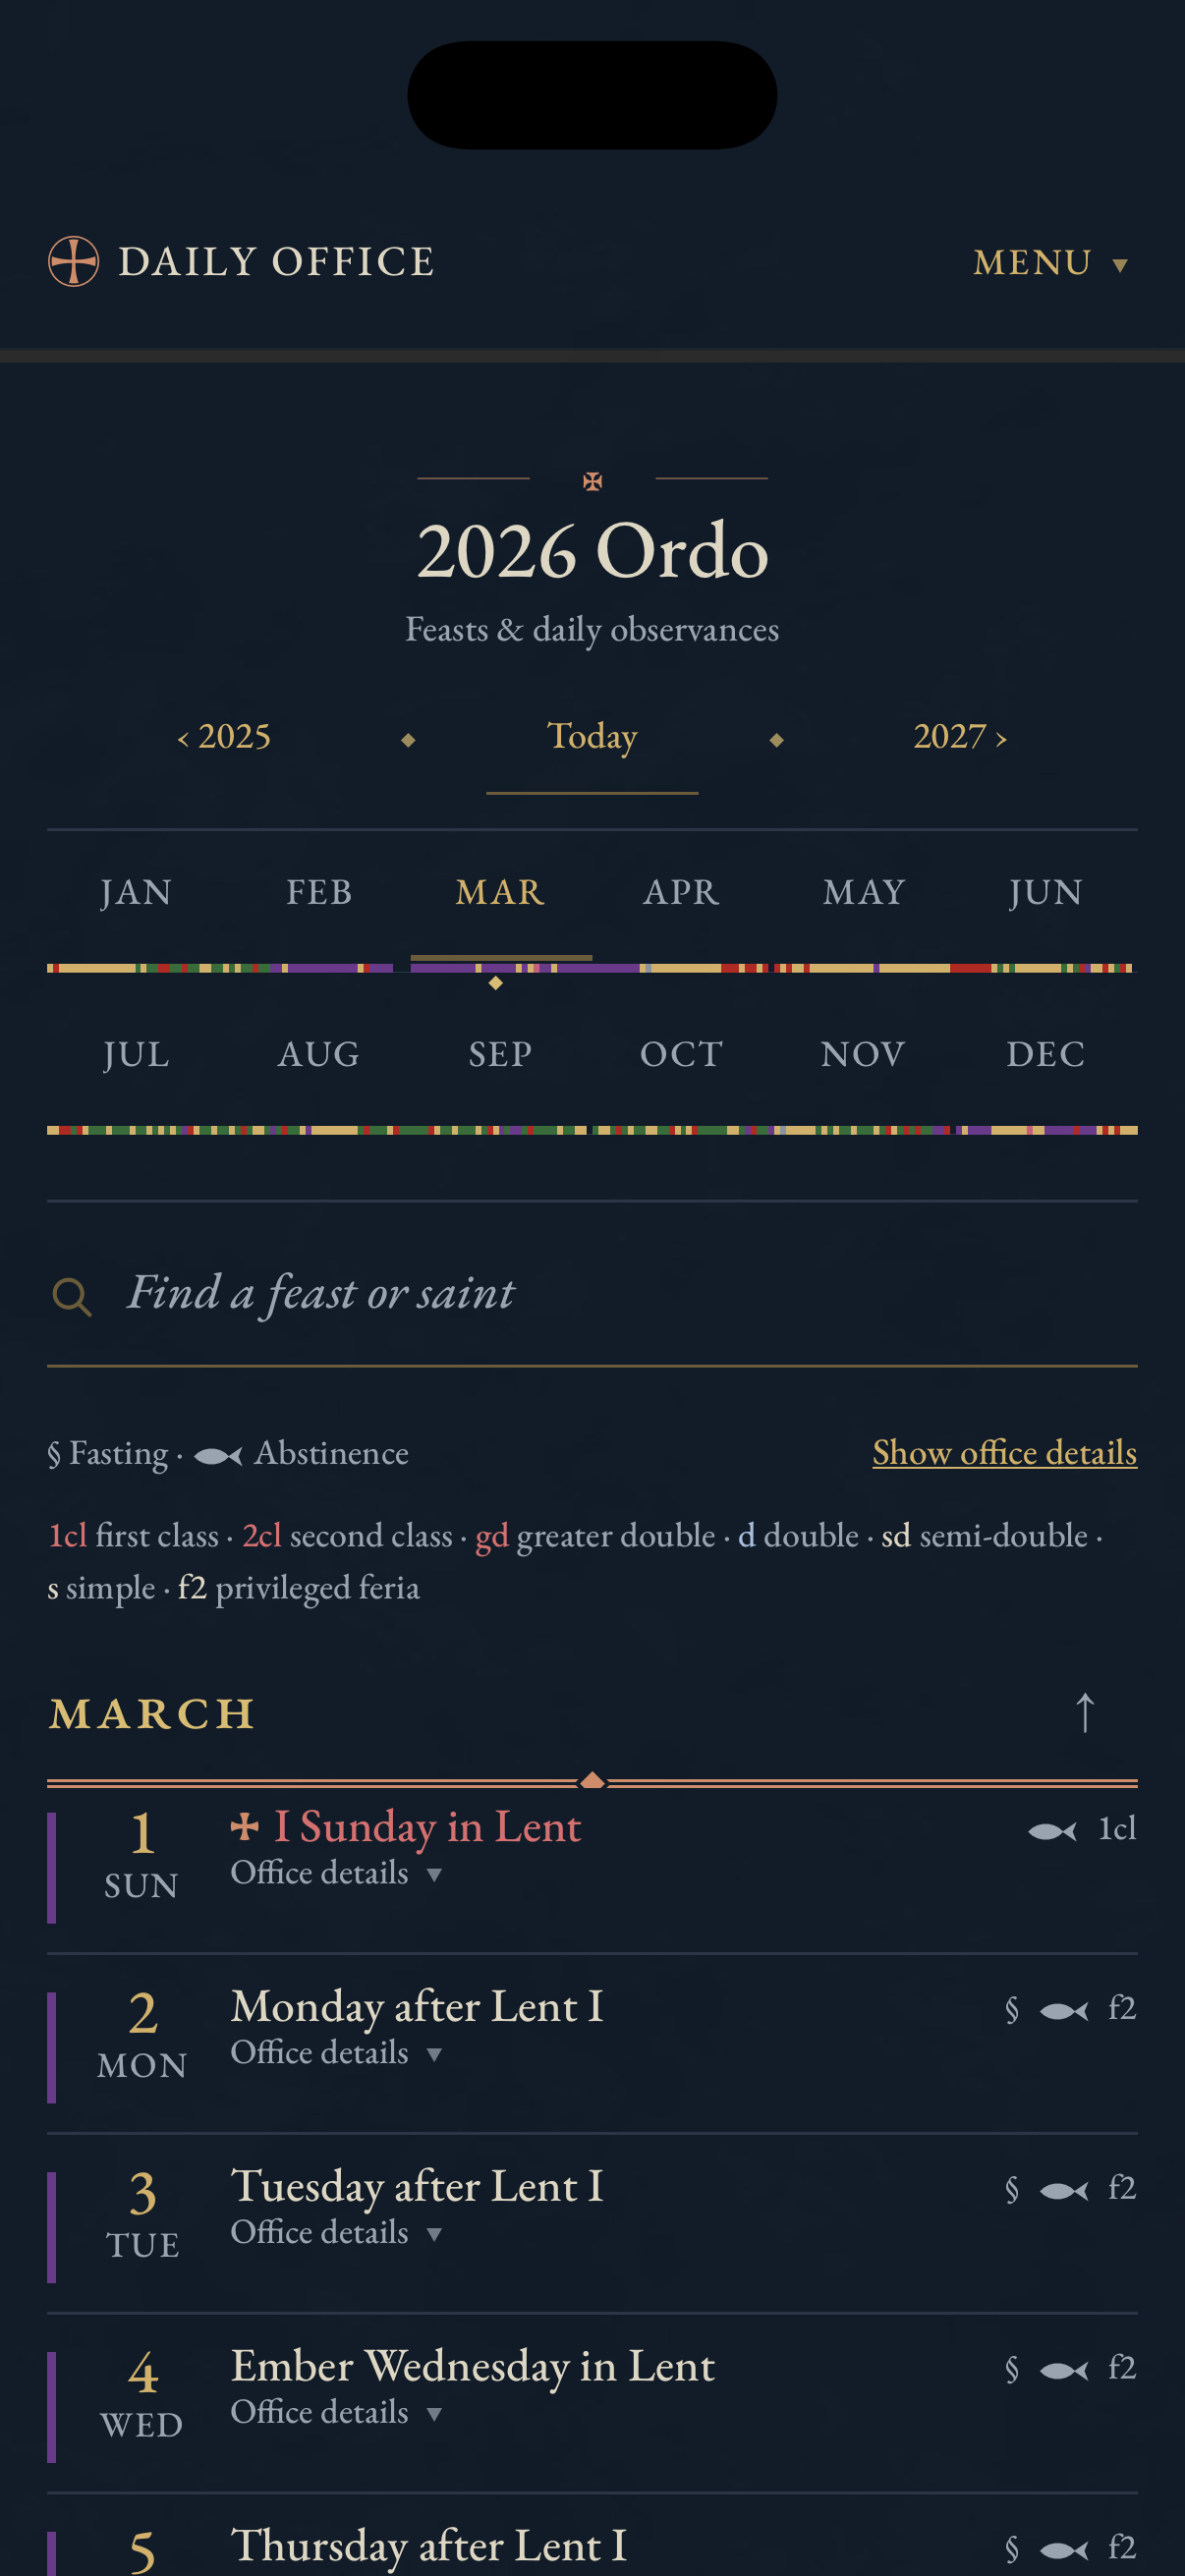 DAILY OFFICE
MENU ▼
✠
2026 Ordo
Feasts & daily observances
‹ 2025 ◆ Today ◆ 2027 ›
JAN FEB MAR APR MAY JUN
JUL AUG SEP OCT NOV DEC
Find a feast or saint
§ Fasting · Abstinence
Show office details
1cl first class · 2cl second class · gd greater double · d double · sd semi-double ·
s simple · f2 privileged feria
MARCH ↑
1 ✠ I Sunday in Lent 1cl
SUN Office details ▼
2 Monday after Lent I § f2
MON Office details ▼
3 Tuesday after Lent I § f2
TUE Office details ▼
4 Ember Wednesday in Lent § f2
WED Office details ▼
5 Thursday after Lent I § f2